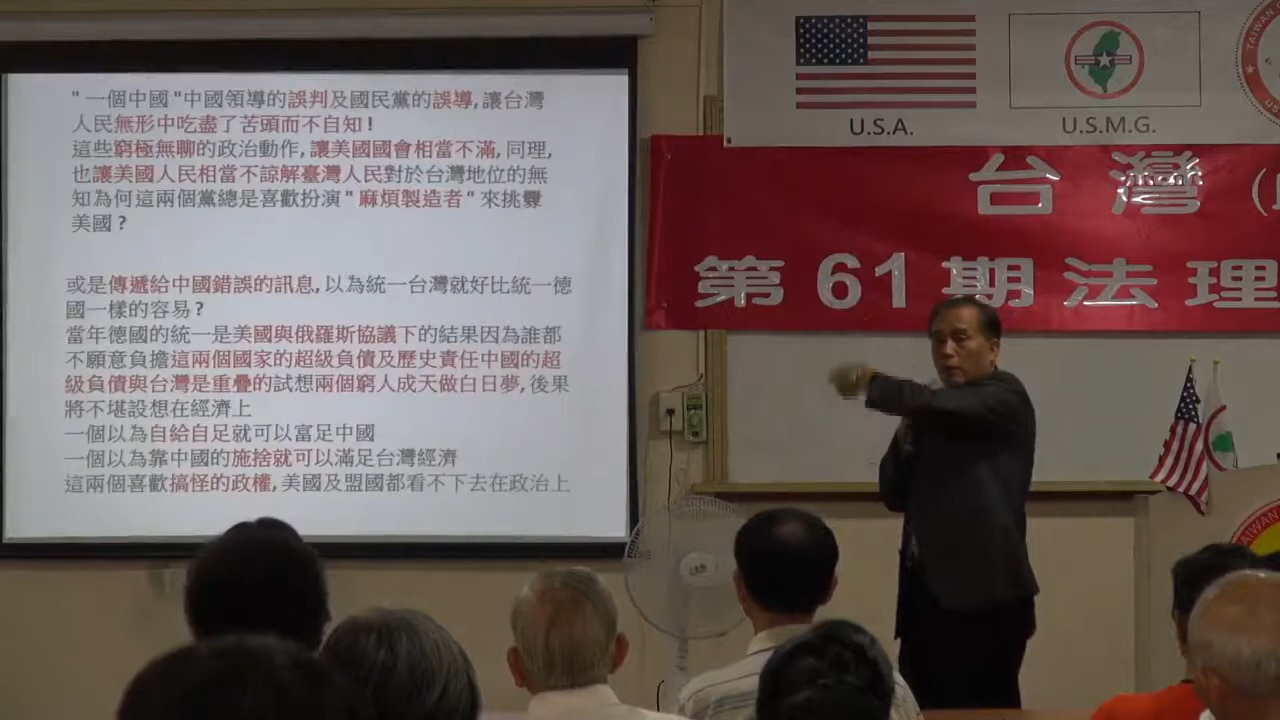 "一個中國"中國領導的誤判及國民黨的誤導,讓台灣
人民無形中吃盡了苦頭而不自知!
這些窮極無聊的政治動作,讓美國國會相當不滿,同理,
也讓美國人民相當不諒解臺灣人民對於台灣地位的無
知為何這兩個黨總是喜歡扮演"麻煩製造者"來挑釁
美國?
或是傳遞給中國錯誤的訊息,以為統一台灣就好比統一德
國一樣的容易?
當年德國的統一是美國與俄羅斯協議下的結果因為誰都
不願意負擔這兩個國家的超級負債及歷史責任中國的超
級負債與台灣是重疊的試想兩個窮人成天做白日夢,後果
將不堪設想在經濟上
一個以為自給自足就可以富足中國
一個以為靠中國的施捨就可以滿足台灣經濟
這兩個喜歡搞怪的政權,美國及盟國都看不下去在政治上
U.S.A.
U.S.M.G.
TAIWAN
台灣(
第61期法理
TAIWAN